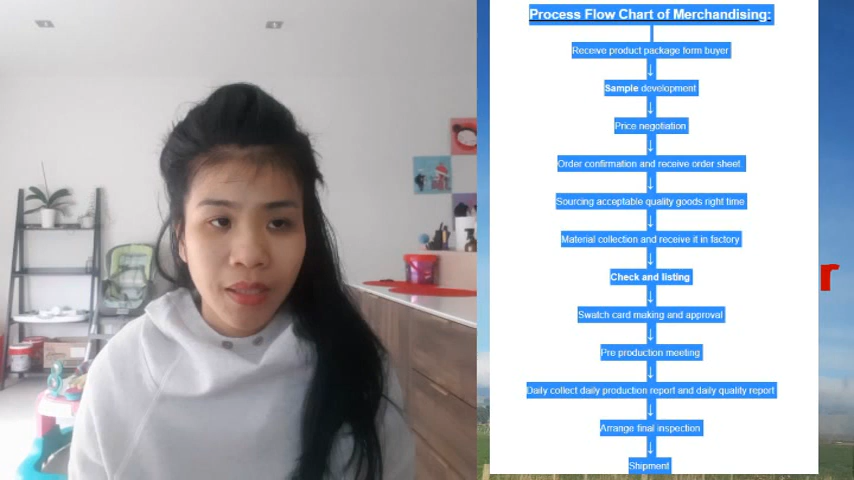 Process Flow Chart of Merchandising:
Receive product package form buyer
Sample development
Price negotiation
Order confirmation and receive order sheet
Sourcing acceptable quality goods right time
Material collection and receive it in factory
Check and listing
r
Swatch card making and approval
Pre production meeting
Daily collect daily production report and daily quality report
Arrange final inspection
Shipment